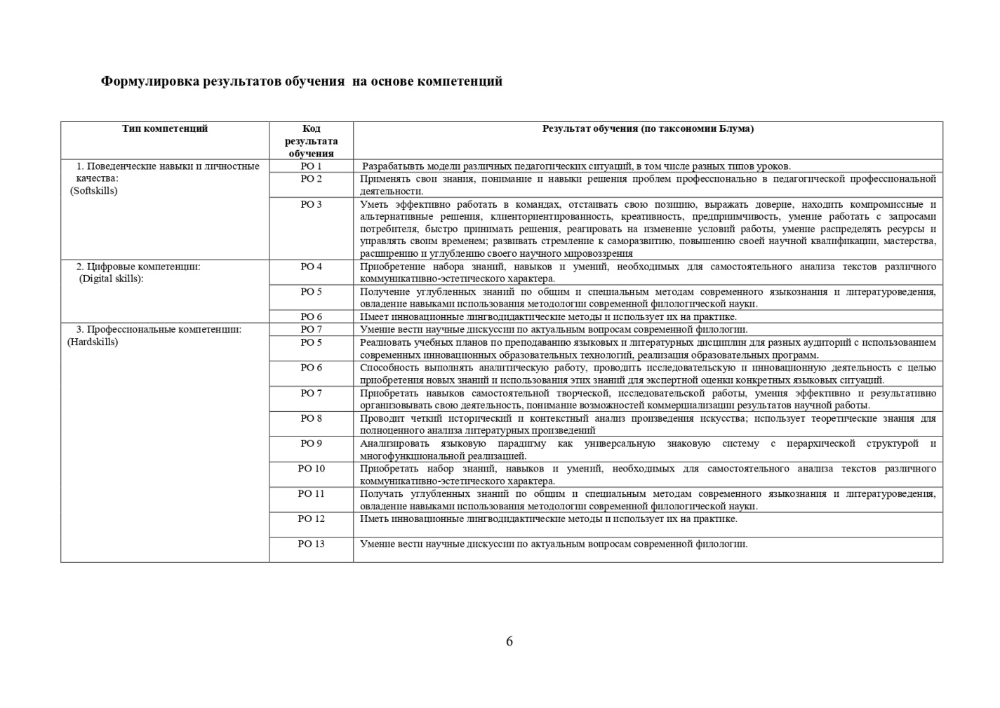 Формулировка результатов обучения на основе компетенций
Тип компетенций
Код
результата
обучения
Результат обучения (по таксономии Блума)
1. Поведенческие навыки и личностные
качества:
(Softskills)
РО 1
Разрабатывть модели различных педагогических ситуаций, в том числе разных типов уроков.
РО 2
Применять свои знания, понимание и навыки решения проблем профессионально в педагогической профессиональной
деятельности.
РО 3
Уметь эффективно работать в командах, отстаивать свою позицию, выражать доверие, находить компромиссные и
альтернативные решения, клиенториентированность, креативность, предприимчивость, умение работать с запросами
потребителя, быстро принимать решения, реагировать на изменение условий работы, умение распределять ресурсы и
управлять своим временем; развивать стремление к саморазвитию, повышению своей научной квалификации, мастерства,
расширению и углублению своего научного мировоззрения
2. Цифровые компетенции:
(Digital skills):
РО 4
Приобретение набора знаний, навыков и умений, необходимых для самостоятельного анализа текстов различного
коммуникативно-эстетического характера.
РО 5
Получение углубленных знаний по общим и специальным методам современного языкознания и литературоведения,
овладение навыками использования методологии современной филологической науки.
РО 6
Имеет инновационные лингводидактические методы и использует их на практике.
3. Профессиональные компетенции:
(Hardskills)
РО 7
Умение вести научные дискуссии по актуальным вопросам современной филологии.
РО 5
Реалиовать учебных планов по преподаванию языковых и литературных дисциплин для разных аудиторий с использованием
современных инновационных образовательных технологий, реализация образовательных программ.
РО 6
Способность выполнять аналитическую работу, проводить исследовательскую и инновационную деятельность с целью
приобретения новых знаний и использования этих знаний для экспертной оценки конкретных языковых ситуаций.
РО 7
Приобретать навыков самостоятельной творческой, исследовательской работы, умения эффективно и результативно
организовывать свою деятельность, понимание возможностей коммерциализации результатов научной работы.
РО 8
Проводит четкий исторический и контекстный анализ произведения искусства; использует теоретические знания для
полноценного анализа литературных произведений
РО 9
Анализировать языковую парадигму как универсальную знаковую систему с иерархической структурой и
многофункциональной реализацией.
РО 10
Приобретать набор знаний, навыков и умений, необходимых для самостоятельного анализа текстов различного
коммуникативно-эстетического характера.
РО 11
Получать углубленных знаний по общим и специальным методам современного языкознания и литературоведения,
овладение навыками использования методологии современной филологической науки.
РО 12
Иметь инновационные лингводидактические методы и использует их на практике.
РО 13
Умение вести научные дискуссии по актуальным вопросам современной филологии.
6